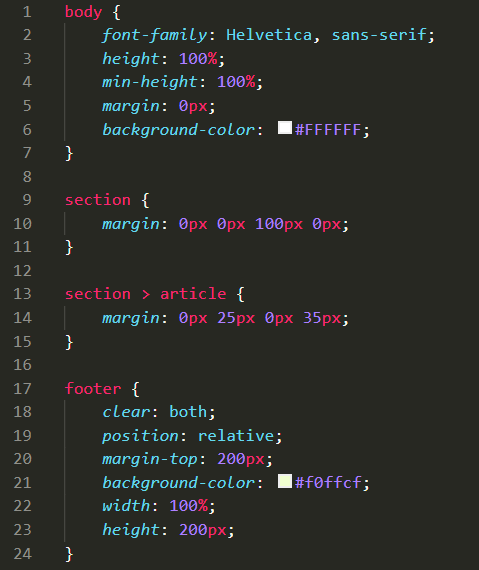 1 body {
2     font-family: Helvetica, sans-serif;
3     height: 100%;
4     min-height: 100%;
5     margin: 0px;
6     background-color: #FFFFFF;
7 }
8
9 section {
10     margin: 0px 0px 100px 0px;
11 }
12
13 section > article {
14     margin: 0px 25px 0px 35px;
15 }
16
17 footer {
18     clear: both;
19     position: relative;
20     margin-top: 200px;
21     background-color: #f0ffcf;
22     width: 100%;
23     height: 200px;
24 }